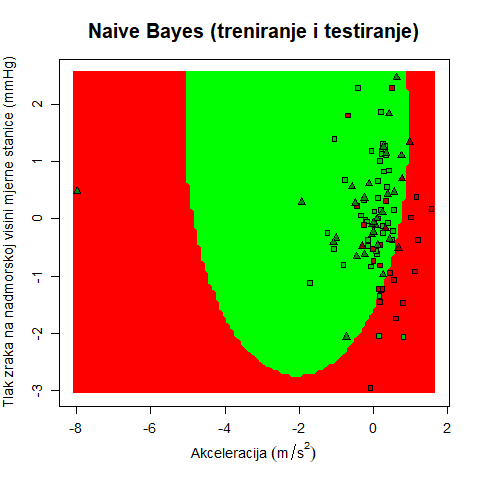 Naive Bayes (treniranje i testiranje)
Tlak zraka na nadmorskoj visini mjerne stanice (mmHg)
2
1
0
-1
-2
-3
-8 -6 -4 -2 0 2
Akceleracija (m/s²)